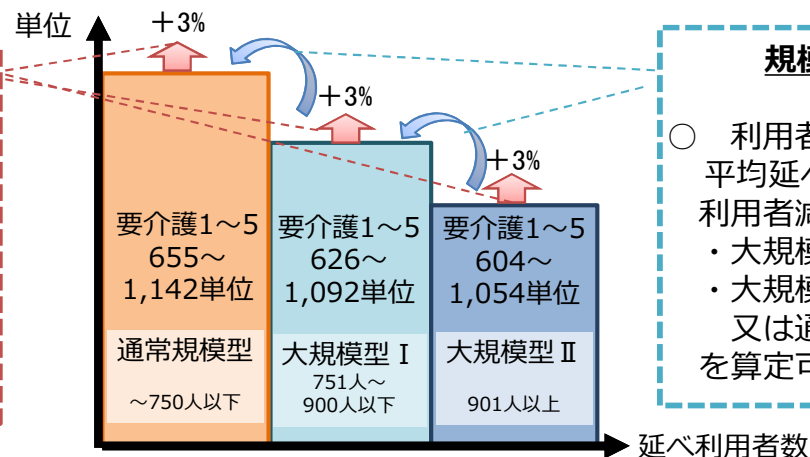 単位
+3%
+3%
+3%
要介護1～5
655～
1,142単位
通常規模型
～750人以下
要介護1～5
626～
1,092単位
大規模型Ⅰ
751人～
900人以下
要介護1～5
604～
1,054単位
大規模型Ⅱ
901人以上
延べ利用者数
規模
○ 利用者
平均延べ
利用者減
・大規模
・大規模
又は通
を算定可